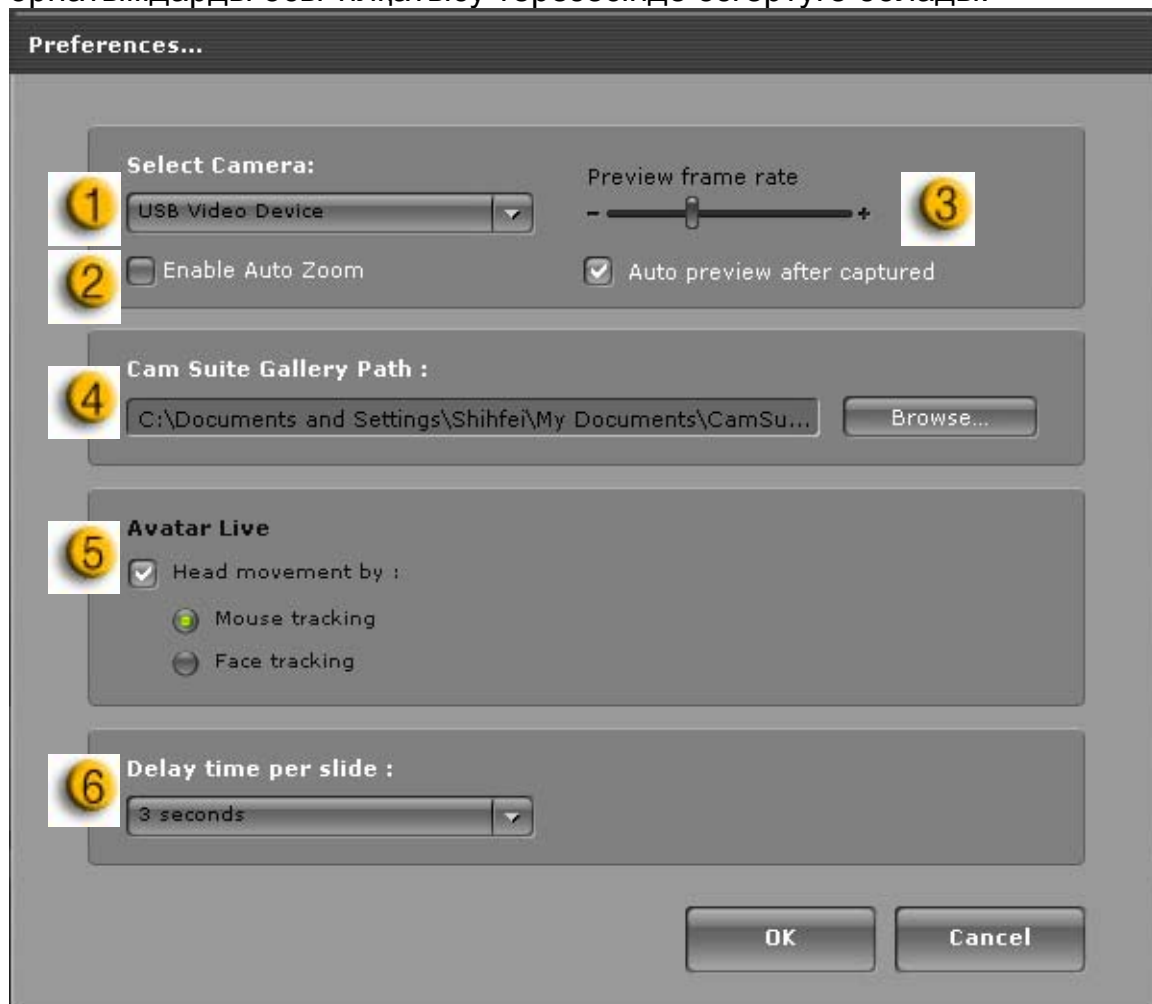 Preferences...
Select Camera:
Preview frame rate
1
USB Video Device
- +
3
2
Enable Auto Zoom
Auto preview after captured
Cam Suite Gallery Path :
4
C:\Documents and Settings\Shihfei\My Documents\CamSu...
Browse...
Avatar Live
5
Head movement by :
Mouse tracking
Face tracking
Delay time per slide :
6
3 seconds
OK
Cancel